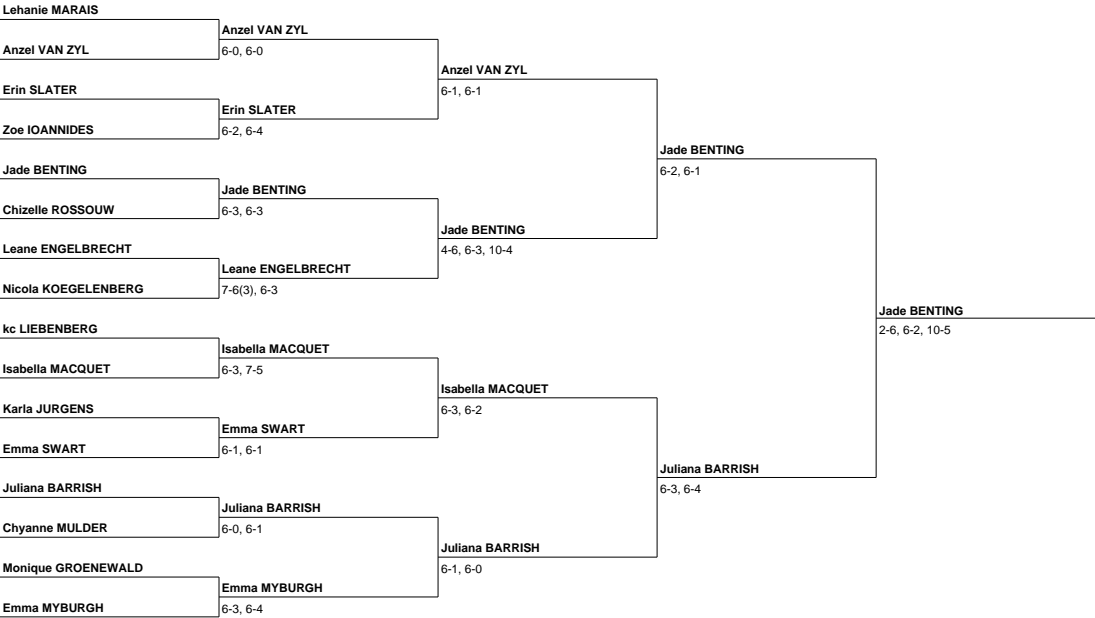 Lehanie MARAIS
Anzel VAN ZYL
Anzel VAN ZYL
6-0, 6-0
Anzel VAN ZYL
6-1, 6-1
Erin SLATER
Erin SLATER
Zoe IOANNIDES
6-2, 6-4
Jade BENTING
6-2, 6-1
Jade BENTING
Jade BENTING
Chizelle ROSSOUW
6-3, 6-3
Jade BENTING
4-6, 6-3, 10-4
Leane ENGELBRECHT
Leane ENGELBRECHT
Nicola KOEGELENBERG
7-6(3), 6-3
Jade BENTING
2-6, 6-2, 10-5
kc LIEBENBERG
Isabella MACQUET
Isabella MACQUET
6-3, 7-5
Isabella MACQUET
6-3, 6-2
Karla JURGENS
Emma SWART
Emma SWART
6-1, 6-1
Juliana BARRISH
6-3, 6-4
Juliana BARRISH
Juliana BARRISH
Chyanne MULDER
6-0, 6-1
Juliana BARRISH
6-1, 6-0
Monique GROENEWALD
Emma MYBURGH
Emma MYBURGH
6-3, 6-4